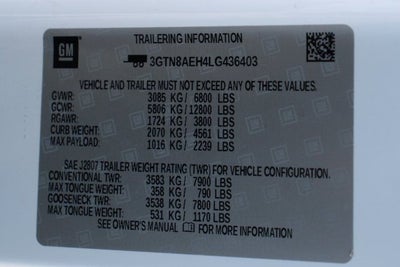 GM
TRAILERING INFORMATION
3GTN8AEH4LG436403
VEHICLE AND TRAILER MUST NOT EXCEED ANY OF THESE VALUES.
GVWR: 3085 KG/ 6800 LBS
GCWR: 5806 KG/12800 LBS
RGAWR: 1724 KG/ 3800 LBS
CURB WEIGHT: 2070 KG/ 4561 LBS
MAX PAYLOAD: 1016 KG/ 2239 LBS
SAE J2807 TRAILER WEIGHT RATING (TWR) FOR VEHICLE CONFIGURATION.
CONVENTIONAL TWR: 3583 KG/ 7900 LBS
MAX TONGUE WEIGHT: 358 KG/ 790 LBS
GOOSENECK TWR: 3538 KG/ 7800 LBS
MAX TONGUE WEIGHT: 531 KG/ 1170 LBS
SEE OWNER'S MANUAL FOR MORE INFORMATION